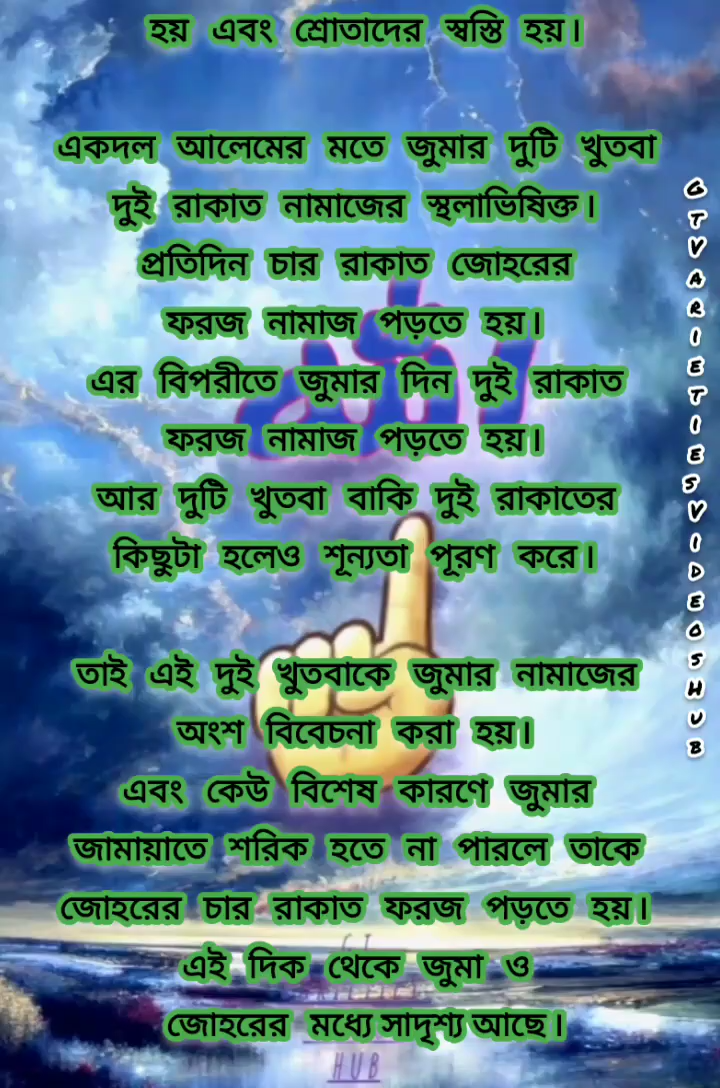 হয় এবং শ্রোতাদের স্বস্তি হয়।
একদল আলেমের মতে জুমার দুটি খুতবা
দুই রাকাত নামাজের স্থলাভিষিক্ত।
প্রতিদিন চার রাকাত জোহরের
ফরজ নামাজ পড়তে হয়।
এর বিপরীতে জুমার দিন দুই রাকাত
ফরজ নামাজ পড়তে হয়।
আর দুটি খুতবা বাকি দুই রাকাতের
কিছুটা হলেও শূন্যতা পূরণ করে।
তাই এই দুই খুতবাকে জুমার নামাজের
অংশ বিবেচনা করা হয়।
এবং কেউ বিশেষ কারণে জুমার
জামায়াতে শরিক হতে না পারলে তাকে
জোহরের চার রাকাত ফরজ পড়তে হয়।
এই দিক থেকে জুমা ও
জোহরের মধ্যে সাদৃশ্য আছে।
GTVARIETIESVIDEOSHUB
الله
HUB